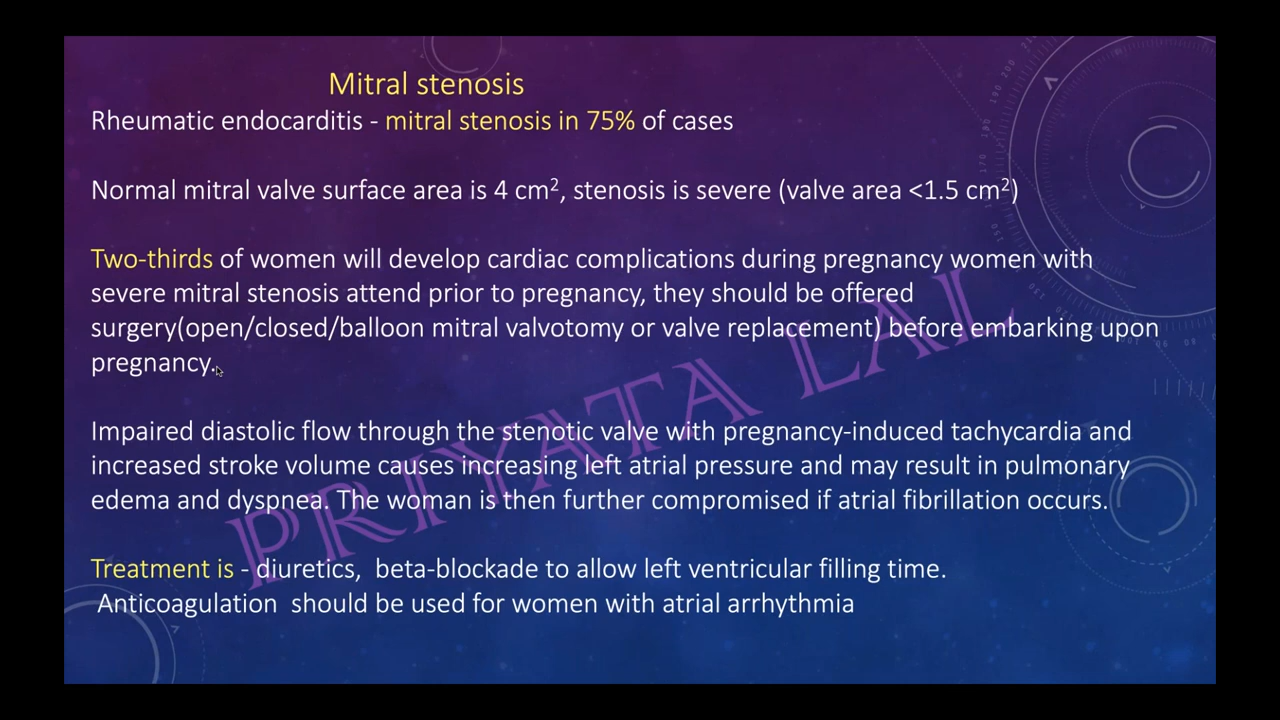 Mitral stenosis
Rheumatic endocarditis - mitral stenosis in 75% of cases
Normal mitral valve surface area is 4 cm², stenosis is severe (valve area <1.5 cm²)
Two-thirds of women will develop cardiac complications during pregnancy women with
severe mitral stenosis attend prior to pregnancy, they should be offered
surgery(open/closed/balloon mitral valvotomy or valve replacement) before embarking upon
pregnancy.
Impaired diastolic flow through the stenotic valve with pregnancy-induced tachycardia and
increased stroke volume causes increasing left atrial pressure and may result in pulmonary
edema and dyspnea. The woman is then further compromised if atrial fibrillation occurs.
Treatment is - diuretics,  beta-blockade to allow left ventricular filling time.
Anticoagulation  should be used for women with atrial arrhythmia
PRIYATA LAL